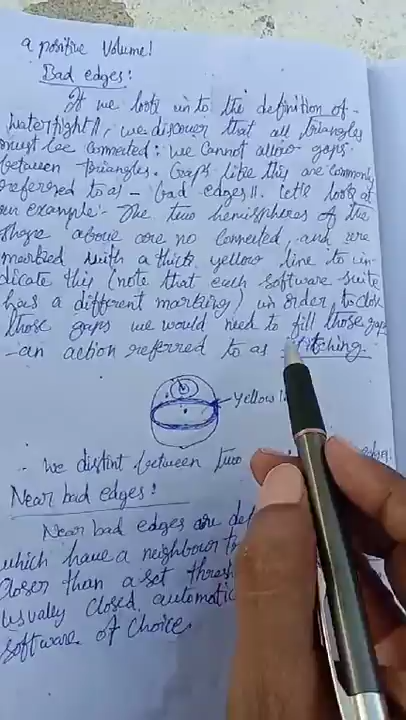 a positive volume!
Bad edges:
If we look in to the definition of -
watertight||, we discover that all triangles
must be connected: we cannot allow gaps
between triangles. Gaps like this are commonly
referred to as - bad edges||. Let's look at
our example - The two hemispheres of the
shape above are no connected, and are
marked with a thick yellow line to in
dicate this (note that each software suite
has a different marking) in order, to close
those gaps we would need to fill those gaps
-an action referred to as stitching
yellow
- we distint between two edges.
Near bad edges:
Near bad edges are
which have a neighbour
closer than a set
usually closed automatic
software of choice